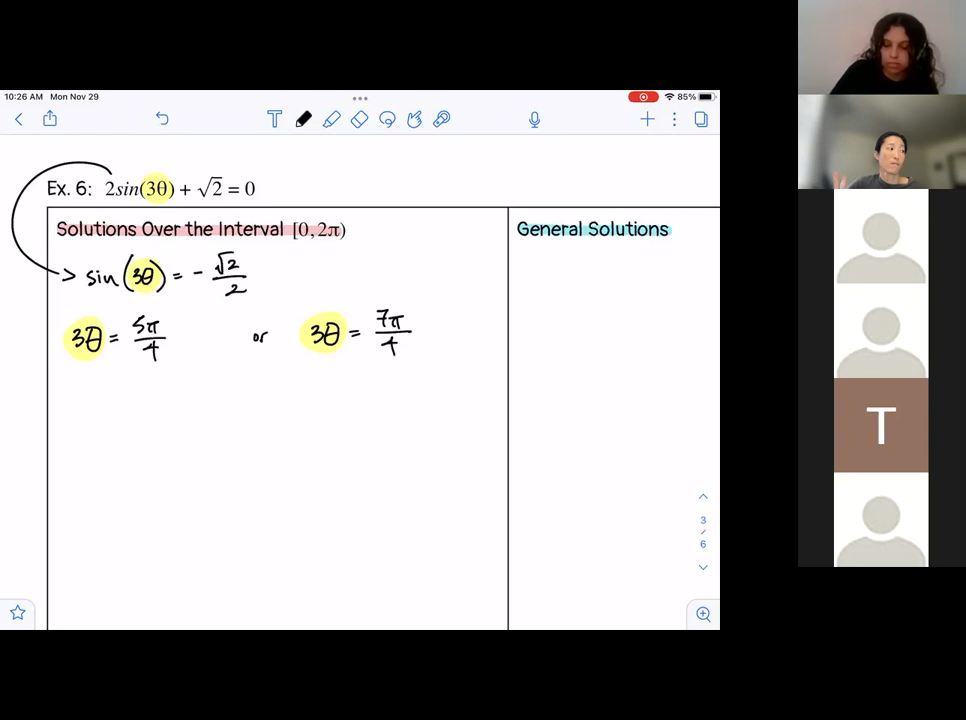 10:26 AM Mon Nov 29
85%
Ex. 6: 2sin(3θ) + √2 = 0
Solutions Over the Interval [0, 2π)
General Solutions
sin(3θ) = - √2/2
3θ = 5π/4 or 3θ = 7π/4
T
3
/
6